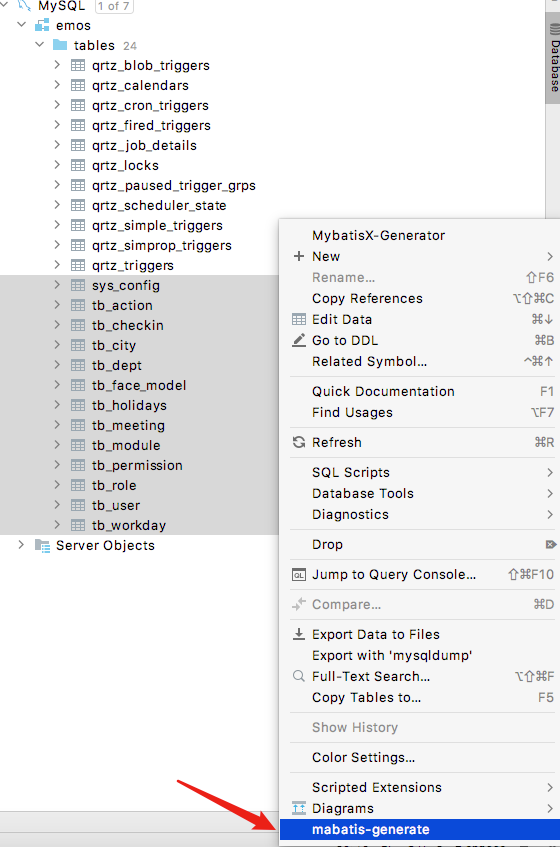 MySQL 1 of 7
emos
tables 24
qrtz_blob_triggers
qrtz_calendars
qrtz_cron_triggers
qrtz_fired_triggers
qrtz_job_details
qrtz_locks
qrtz_paused_trigger_grps
qrtz_scheduler_state
qrtz_simple_triggers
qrtz_simprop_triggers
qrtz_triggers
sys_config
tb_action
tb_checkin
tb_city
tb_dept
tb_face_model
tb_holidays
tb_meeting
tb_module
tb_permission
tb_role
tb_user
tb_workday
Server Objects
Database
MybatisX-Generator
New
Rename... ⇧F6
Copy References ⌥⇧⌘C
Edit Data ⌘↓
Go to DDL ⌘B
Related Symbol... ^⌘↑
Quick Documentation F1
Find Usages ⌥F7
Refresh ⌘R
SQL Scripts
Database Tools
Diagnostics
Drop
QL Jump to Query Console... ⇧⌘F10
Compare... ⌘D
Export Data to Files
Export with 'mysqldump'
Full-Text Search... ⌥⇧⌘F
Copy Tables to... F5
Show History
Color Settings...
Scripted Extensions
Diagrams
mabatis-generate